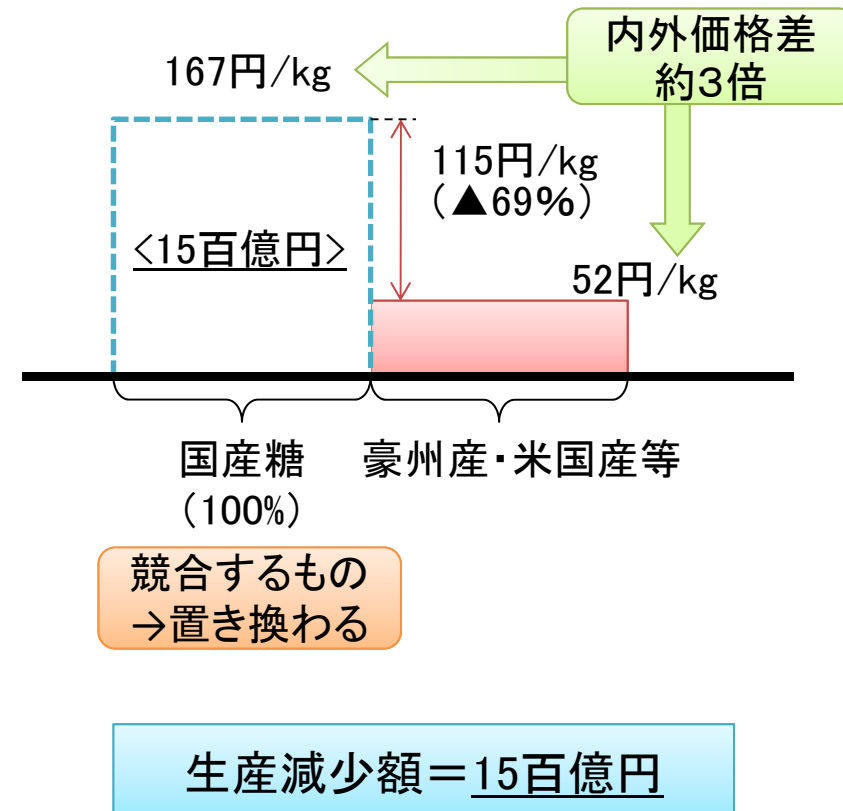 内外価格差
約3倍
167円/kg
115円/kg
(▲69%)
<15百億円>
52円/kg
国産糖
(100%)
豪州産・米国産等
競合するもの
→置き換わる
生産減少額＝15百億円